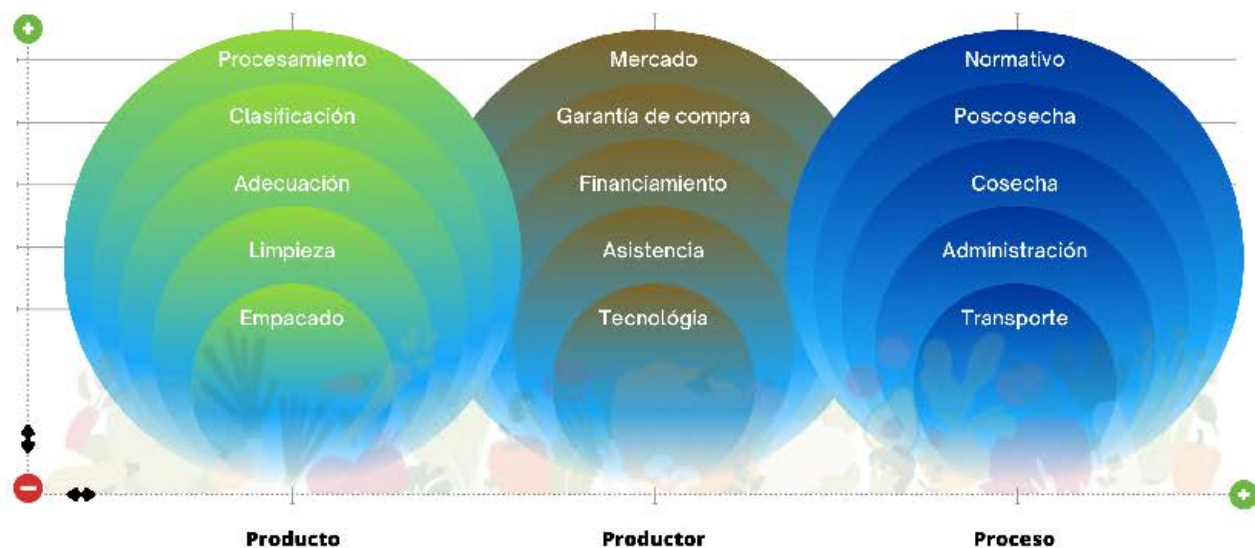 Procesamiento
Mercado
Normativo
Clasificación
Garantía de compra
Poscosecha
Adecuación
Financiamiento
Cosecha
Limpieza
Asistencia
Administración
Empacado
Tecnológia
Transporte
Producto
Productor
Proceso